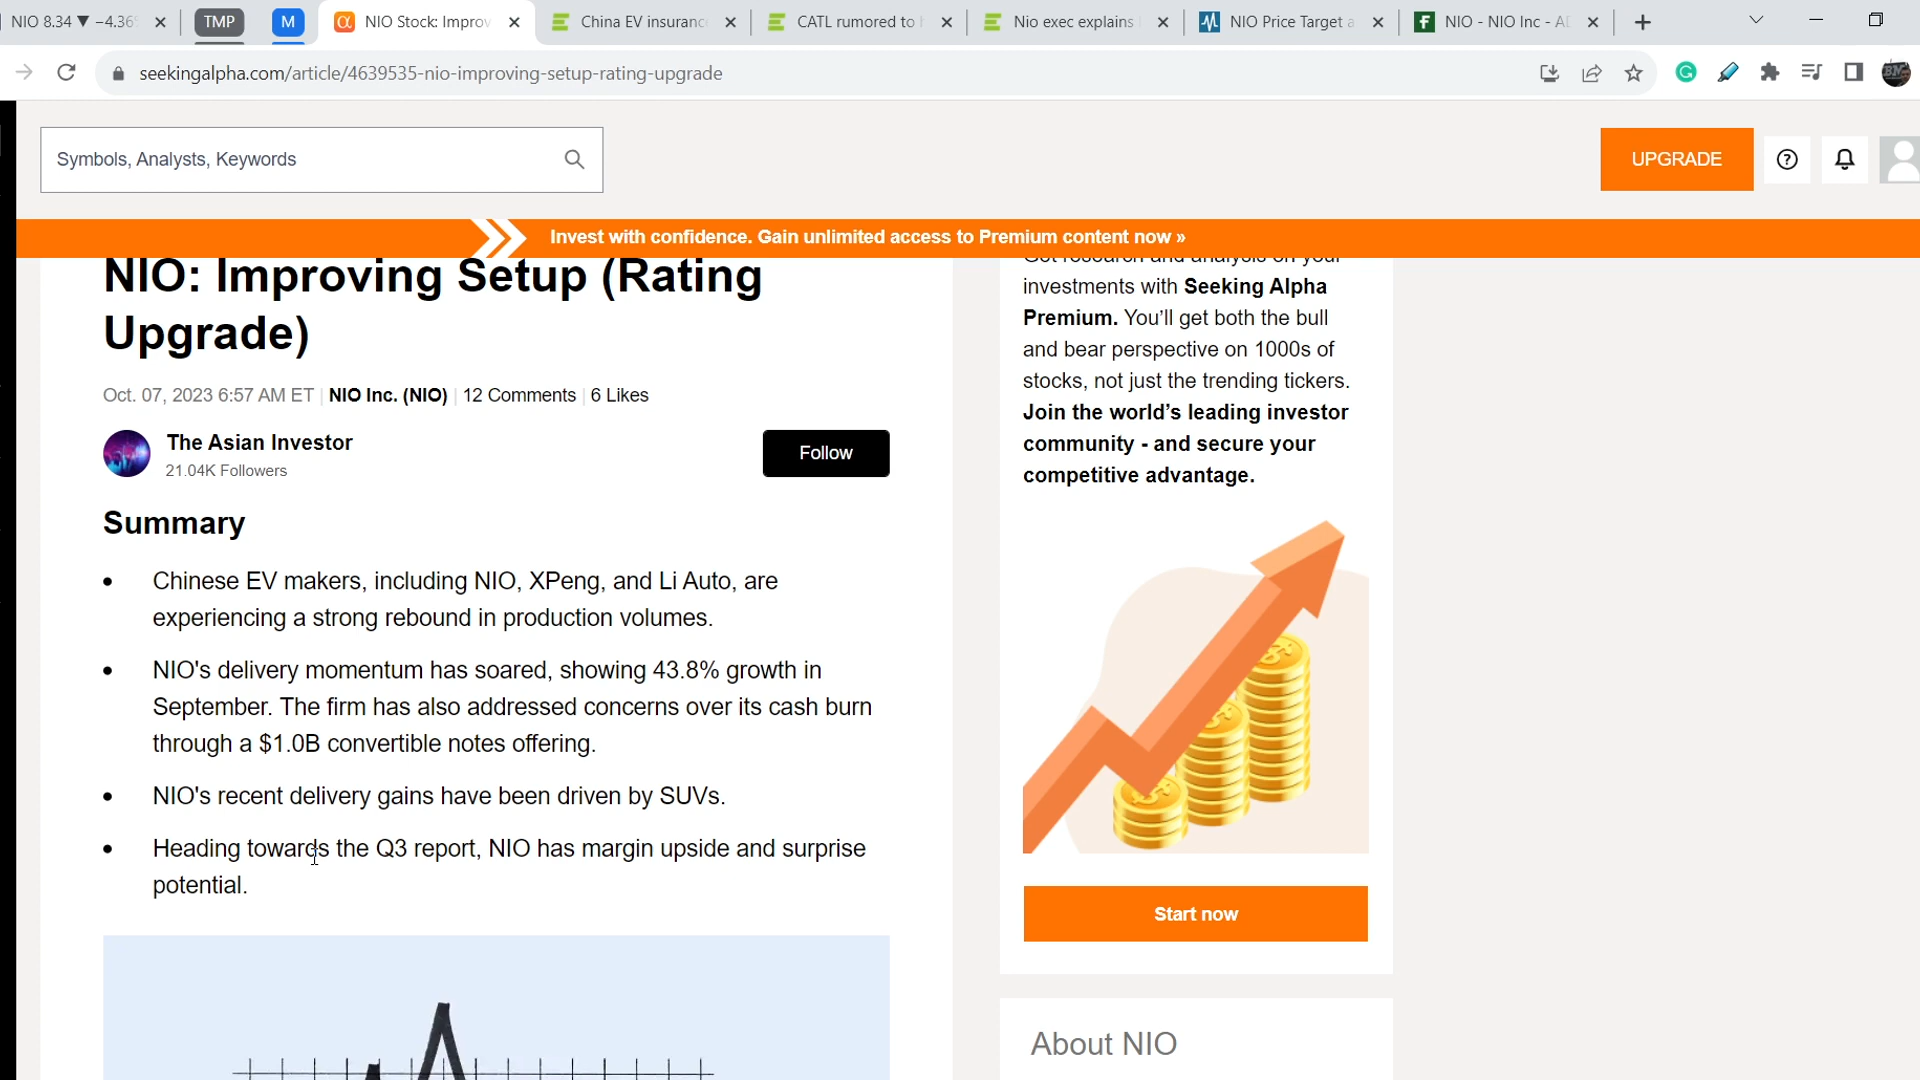 NIO 8.34 ▼ −4.36
TMP
M
NIO Stock: Improv
China EV insuranc
CATL rumored to
Nio exec explains
NIO Price Target a
NIO - NIO Inc - A
seekingalpha.com/article/4639535-nio-improving-setup-rating-upgrade
Symbols, Analysts, Keywords
UPGRADE
Invest with confidence. Gain unlimited access to Premium content now »
NIO: Improving Setup (Rating
Upgrade)
Oct. 07, 2023 6:57 AM ET | NIO Inc. (NIO) | 12 Comments | 6 Likes
The Asian Investor
21.04K Followers
Follow
Summary
Chinese EV makers, including NIO, XPeng, and Li Auto, are
experiencing a strong rebound in production volumes.
NIO's delivery momentum has soared, showing 43.8% growth in
September. The firm has also addressed concerns over its cash burn
through a $1.0B convertible notes offering.
NIO's recent delivery gains have been driven by SUVs.
Heading towards the Q3 report, NIO has margin upside and surprise
potential.
Get research and analysis on your
investments with Seeking Alpha
Premium. You’ll get both the bull
and bear perspective on 1000s of
stocks, not just the trending tickers.
Join the world’s leading investor
community - and secure your
competitive advantage.
Start now
About NIO